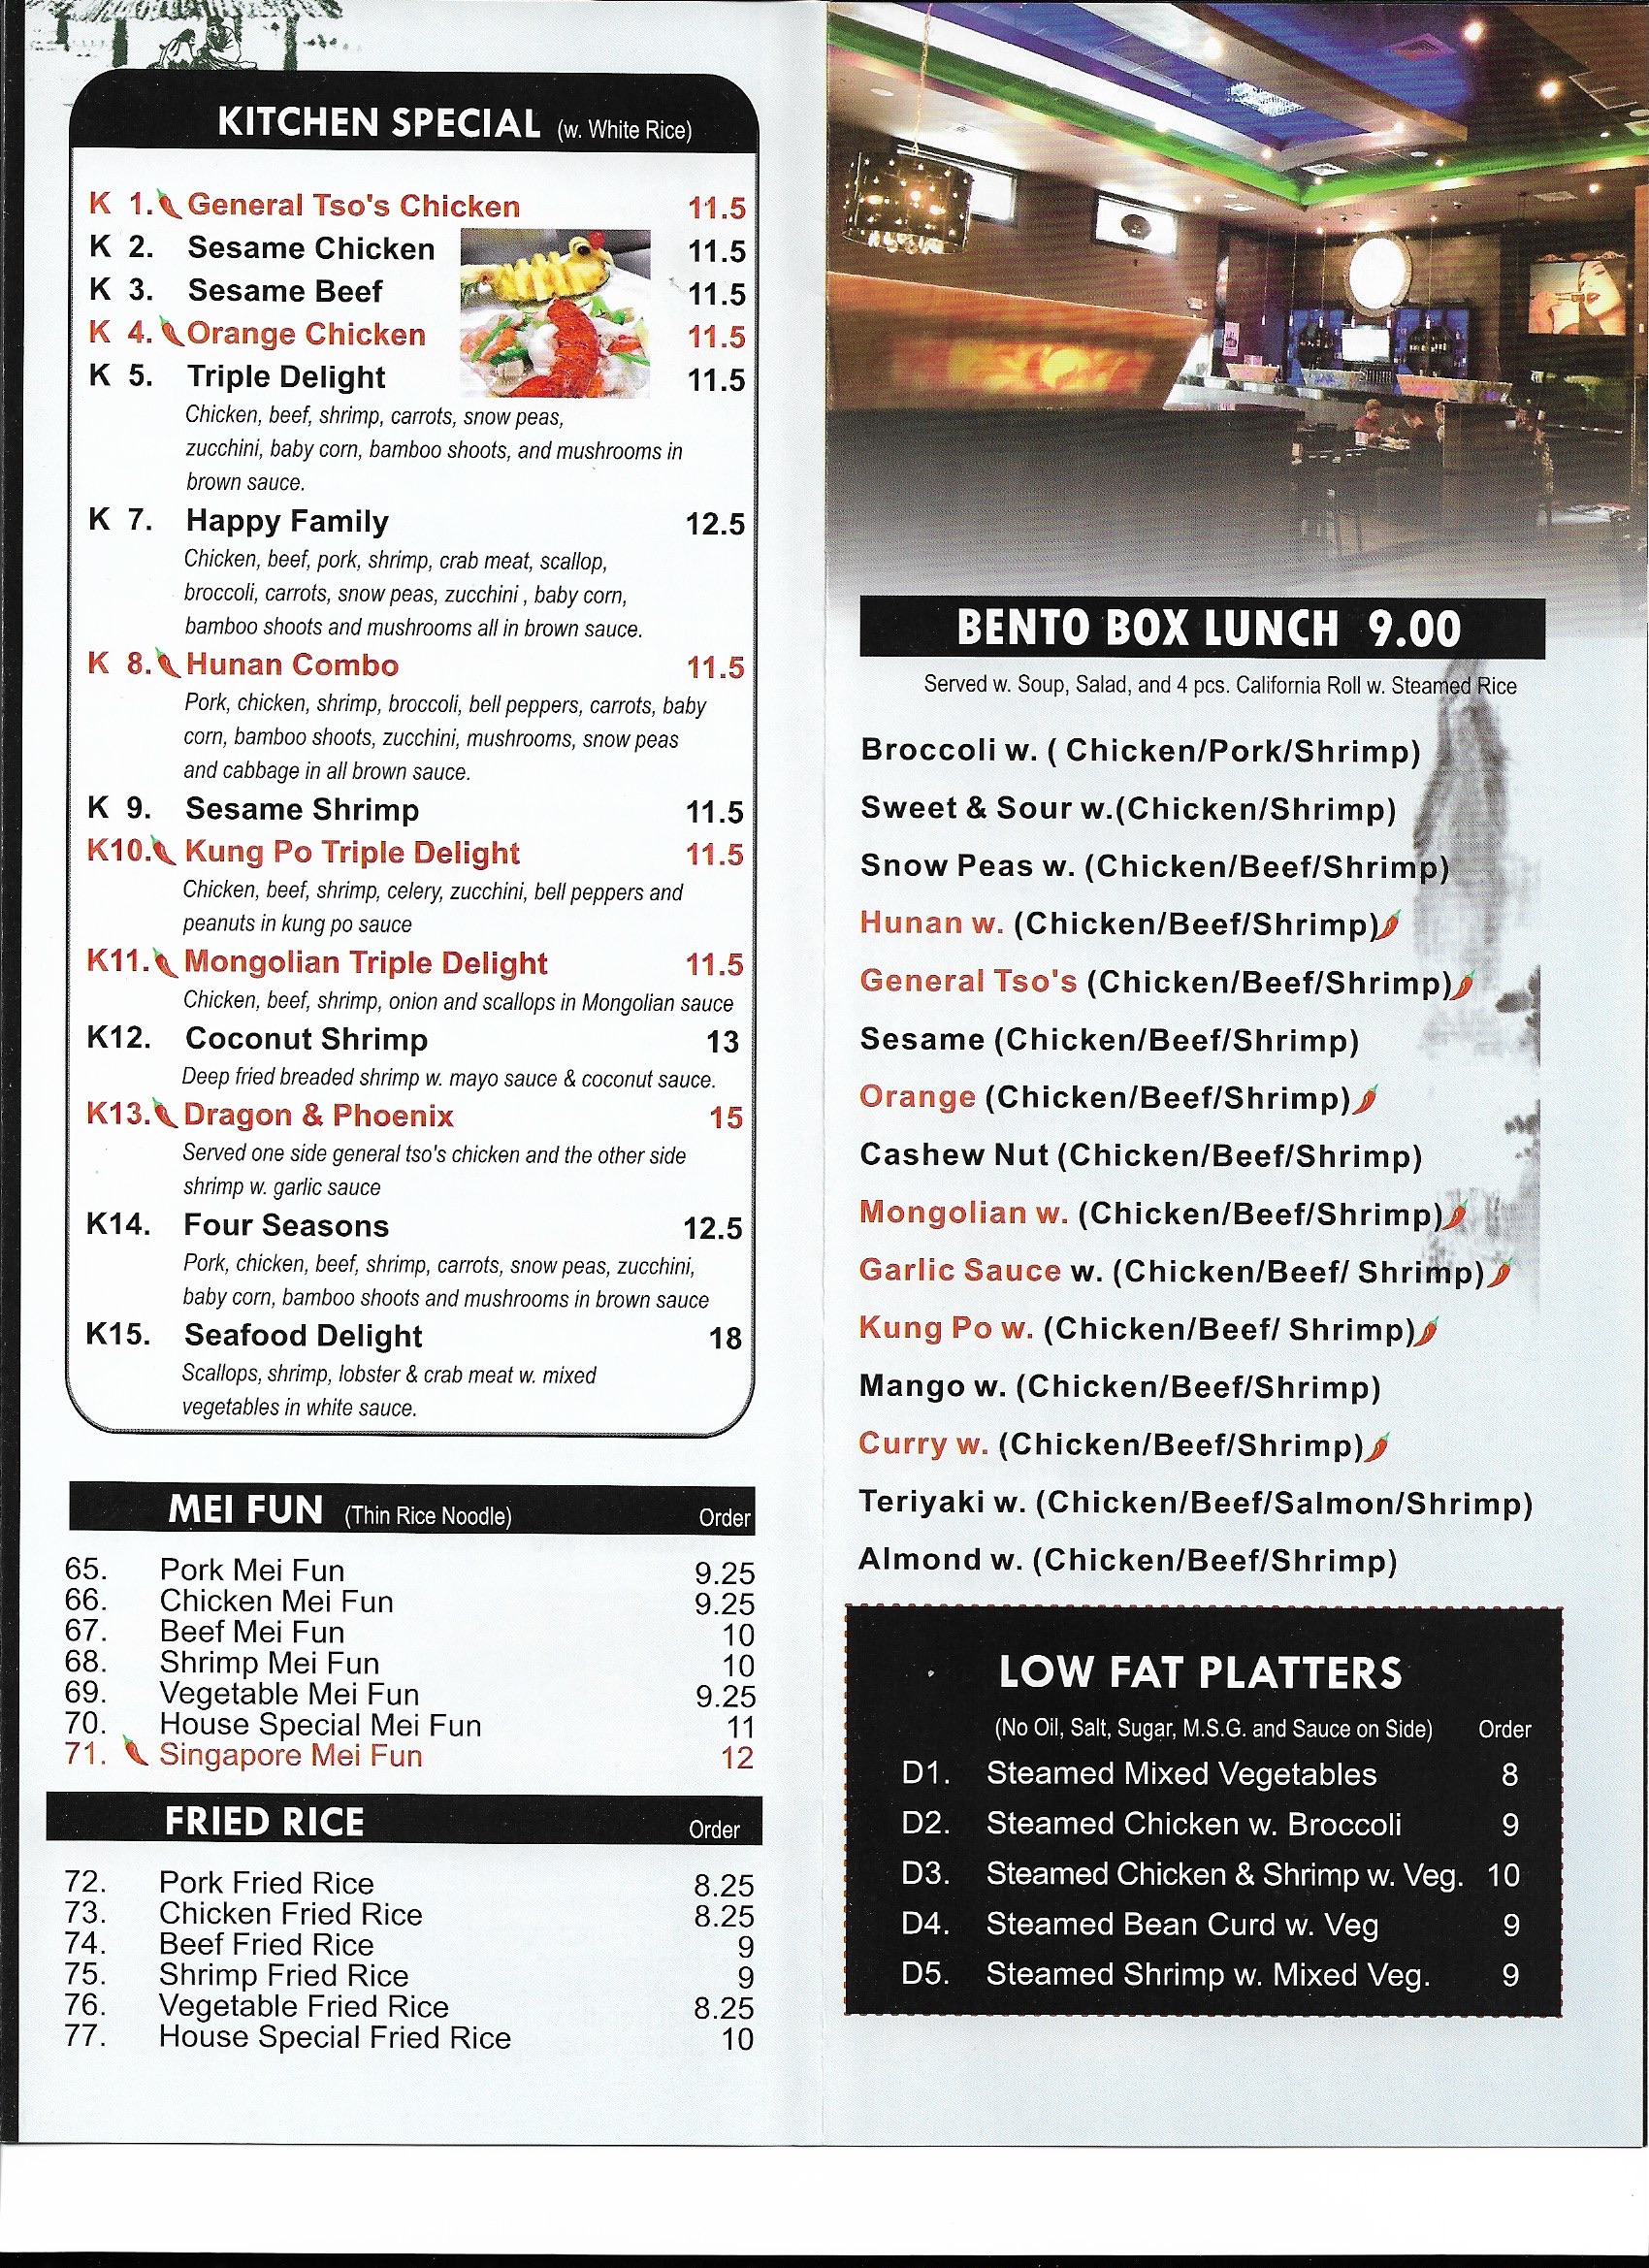 KITCHEN SPECIAL (w. White Rice)
K 1. General Tso's Chicken 11.5
K 2. Sesame Chicken 11.5
K 3. Sesame Beef 11.5
K 4. Orange Chicken 11.5
K 5. Triple Delight 11.5
Chicken, beef, shrimp, carrots, snow peas,
zucchini, baby corn, bamboo shoots, and mushrooms in
brown sauce.
K 7. Happy Family 12.5
Chicken, beef, pork, shrimp, crab meat, scallop,
broccoli, carrots, snow peas, zucchini , baby corn,
bamboo shoots and mushrooms all in brown sauce.
K 8. Hunan Combo 11.5
Pork, chicken, shrimp, broccoli, bell peppers, carrots, baby
corn, bamboo shoots, zucchini, mushrooms, snow peas
and cabbage in all brown sauce.
K 9. Sesame Shrimp 11.5
K10. Kung Po Triple Delight 11.5
Chicken, beef, shrimp, celery, zucchini, bell peppers and
peanuts in kung po sauce
K11. Mongolian Triple Delight 11.5
Chicken, beef, shrimp, onion and scallops in Mongolian sauce
K12. Coconut Shrimp 13
Deep fried breaded shrimp w. mayo sauce & coconut sauce.
K13. Dragon & Phoenix 15
Served one side general tso's chicken and the other side
shrimp w. garlic sauce
K14. Four Seasons 12.5
Pork, chicken, beef, shrimp, carrots, snow peas, zucchini,
baby corn, bamboo shoots and mushrooms in brown sauce
K15. Seafood Delight 18
Scallops, shrimp, lobster & crab meat w. mixed
vegetables in white sauce.
MEI FUN (Thin Rice Noodle) Order
65. Pork Mei Fun 9.25
66. Chicken Mei Fun 9.25
67. Beef Mei Fun 10
68. Shrimp Mei Fun 10
69. Vegetable Mei Fun 9.25
70. House Special Mei Fun 11
71. Singapore Mei Fun 12
FRIED RICE Order
72. Pork Fried Rice 8.25
73. Chicken Fried Rice 8.25
74. Beef Fried Rice 9
75. Shrimp Fried Rice 9
76. Vegetable Fried Rice 8.25
77. House Special Fried Rice 10
BENTO BOX LUNCH 9.00
Served w. Soup, Salad, and 4 pcs. California Roll w. Steamed Rice
Broccoli w. ( Chicken/Pork/Shrimp)
Sweet & Sour w.(Chicken/Shrimp)
Snow Peas w. (Chicken/Beef/Shrimp)
Hunan w. (Chicken/Beef/Shrimp)
General Tso's (Chicken/Beef/Shrimp)
Sesame (Chicken/Beef/Shrimp)
Orange (Chicken/Beef/Shrimp)
Cashew Nut (Chicken/Beef/Shrimp)
Mongolian w. (Chicken/Beef/Shrimp)
Garlic Sauce w. (Chicken/Beef/ Shrimp)
Kung Po w. (Chicken/Beef/ Shrimp)
Mango w. (Chicken/Beef/Shrimp)
Curry w. (Chicken/Beef/Shrimp)
Teriyaki w. (Chicken/Beef/Salmon/Shrimp)
Almond w. (Chicken/Beef/Shrimp)
LOW FAT PLATTERS
(No Oil, Salt, Sugar, M.S.G. and Sauce on Side) Order
D1. Steamed Mixed Vegetables 8
D2. Steamed Chicken w. Broccoli 9
D3. Steamed Chicken & Shrimp w. Veg. 10
D4. Steamed Bean Curd w. Veg 9
D5. Steamed Shrimp w. Mixed Veg. 9